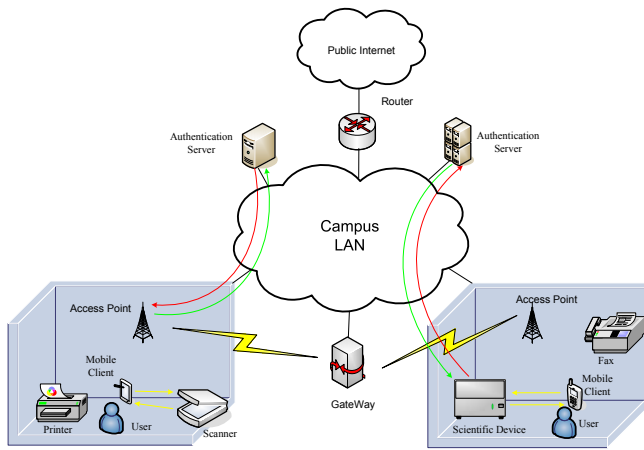 Public Internet
Router
Authentication
Server
Authentication
Server
Campus
LAN
Access Point
Access Point
Fax
Mobile
Client
Mobile
Client
GateWay
Printer
User
Scanner
Scientific Device
User